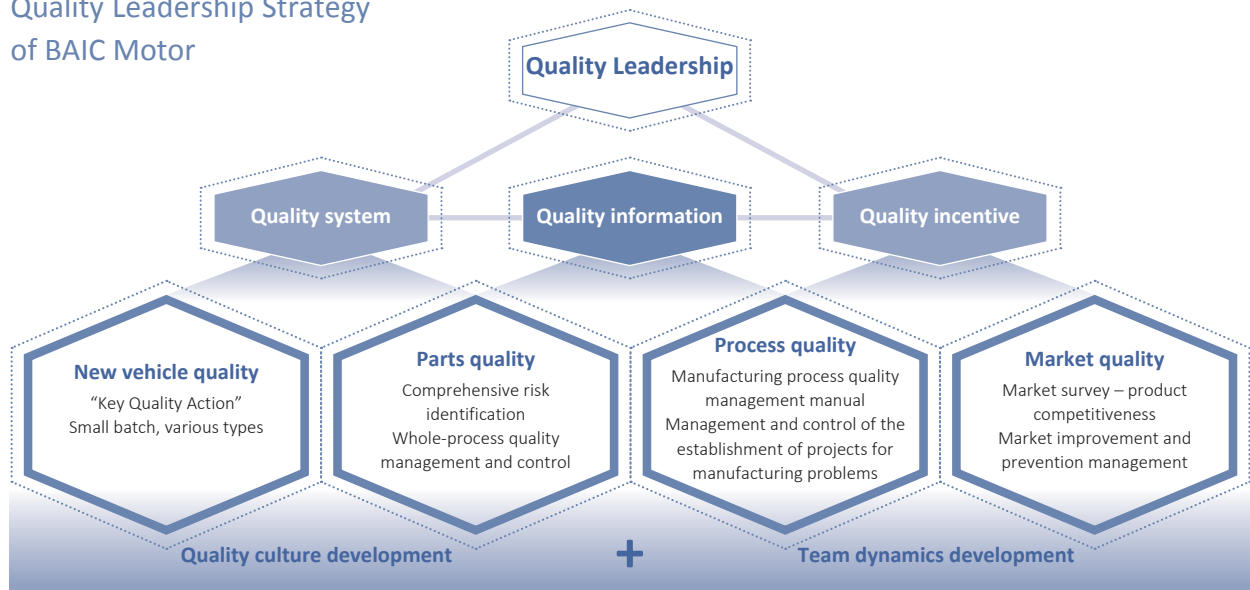 Quality Leadership Strategy
of BAIC Motor
Quality Leadership
Quality system
Quality information
Quality incentive
New vehicle quality
“Key Quality Action”
Small batch, various types
Parts quality
Comprehensive risk
identification
Whole-process quality
management and control
Process quality
Manufacturing process quality
management manual
Management and control of the
establishment of projects for
manufacturing problems
Market quality
Market survey – product
competitiveness
Market improvement and
prevention management
Quality culture development
+
Team dynamics development